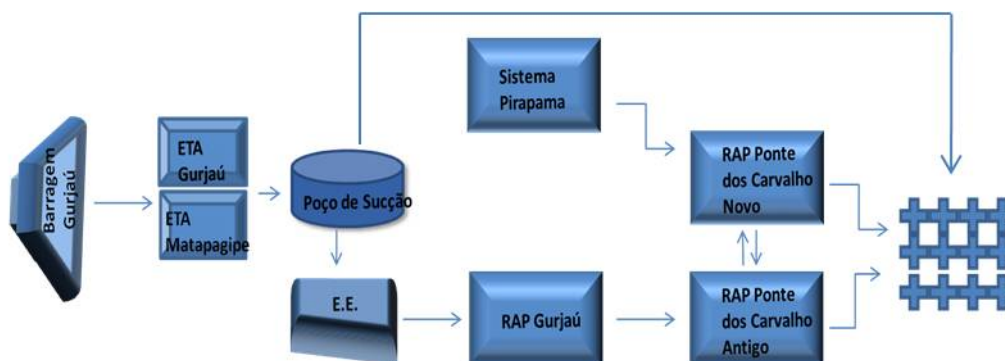 Barragem
Gurjaú
ETA
Gurjaú
ETA
Matapagipe
Poço de Sucção
E.E.
RAP Gurjaú
Sistema
Pirapama
RAP Ponte
dos Carvalho
Novo
RAP Ponte
dos Carvalho
Antigo